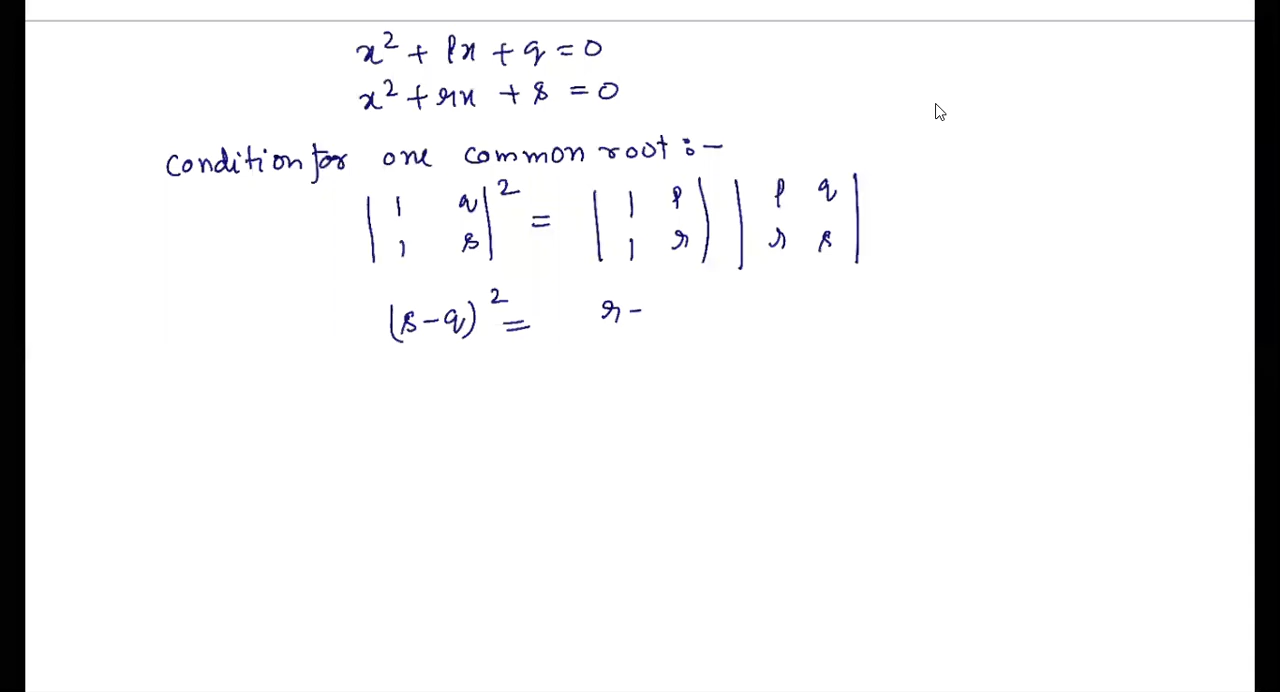 x² + px + q = 0
x² + rx + s = 0
Condition for one common root :-
| 1 q |² = | 1 p | | p q |
| 1 s | | 1 r | | r s |
(s-q)² = r-